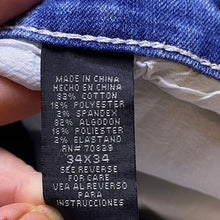 MADE IN CHINA
HECHO EN CHINA
82% COTTON
16% POLYESTER
2% SPANDEX
82% ALGODON
16% POLIESTER
2% ELASTANO
RN# 70829
34X34
SEE REVERSE
FOR CARE
VEA AL REVERSO
PARA
INSTRUCCIONES